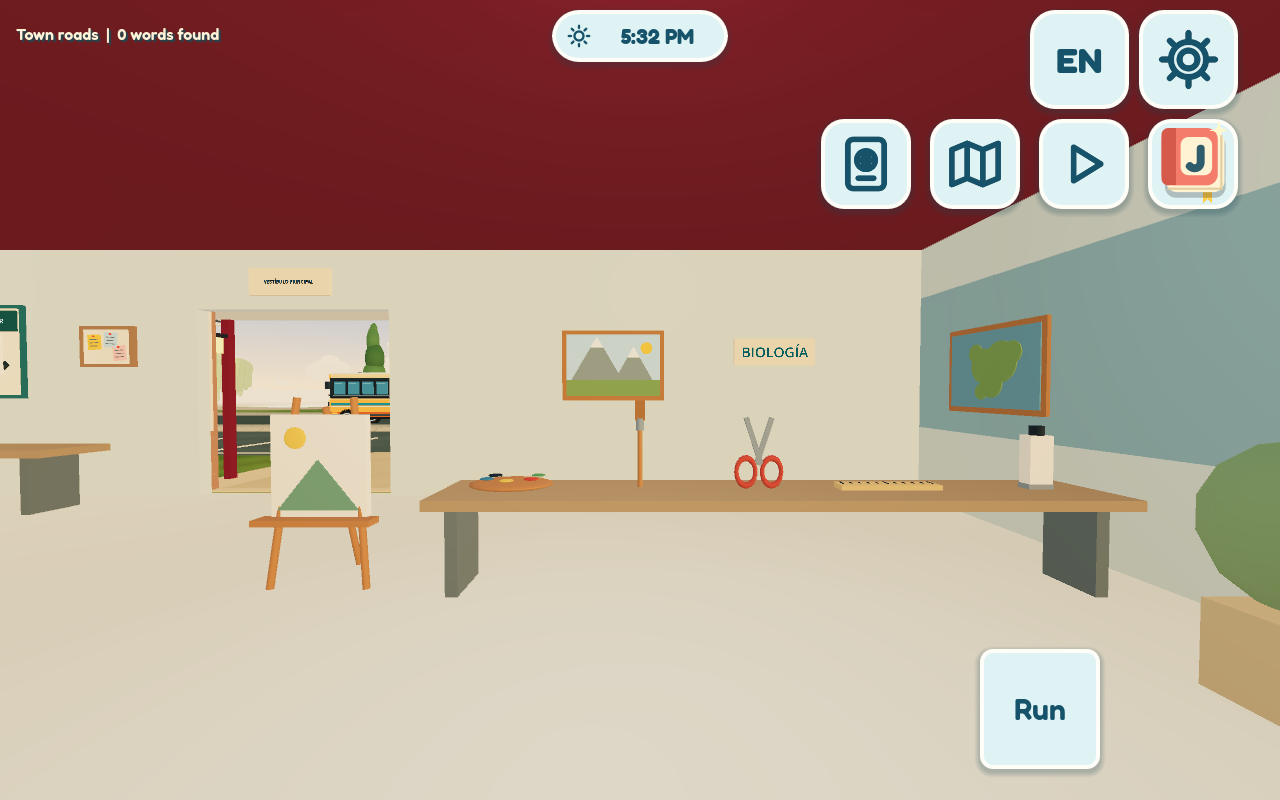 Town roads | 0 words found
5:32 PM
EN
J
VESTÍBULO PRINCIPAL
BIOLOGÍA
Run